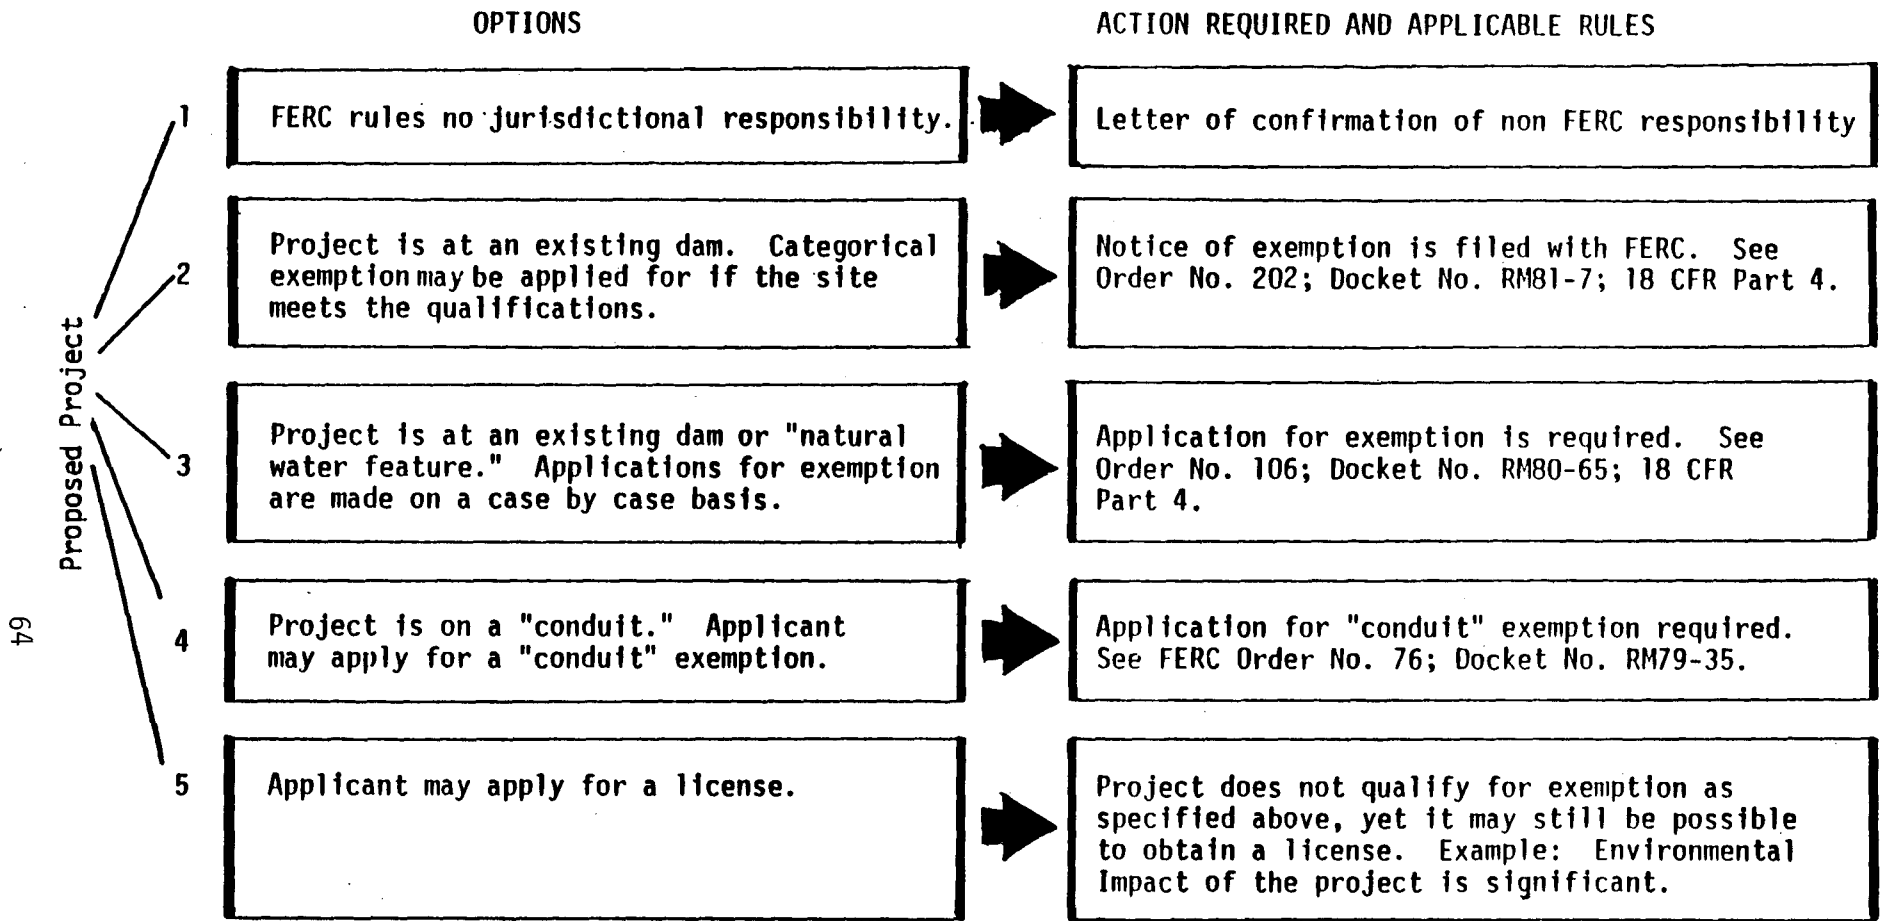 OPTIONS
ACTION REQUIRED AND APPLICABLE RULES
Proposed Project
1
FERC rules no jurisdictional responsibility.
Letter of confirmation of non FERC responsibility
2
Project is at an existing dam. Categorical
exemption may be applied for if the site
meets the qualifications.
Notice of exemption is filed with FERC. See
Order No. 202; Docket No. RM81-7; 18 CFR Part 4.
3
Project is at an existing dam or "natural
water feature." Applications for exemption
are made on a case by case basis.
Application for exemption is required. See
Order No. 106; Docket No. RM80-65; 18 CFR
Part 4.
4
Project is on a "conduit." Applicant
may apply for a "conduit" exemption.
Application for "conduit" exemption required.
See FERC Order No. 76; Docket No. RM79-35.
5
Applicant may apply for a license.
Project does not qualify for exemption as
specified above, yet it may still be possible
to obtain a license. Example: Environmental
Impact of the project is significant.
64